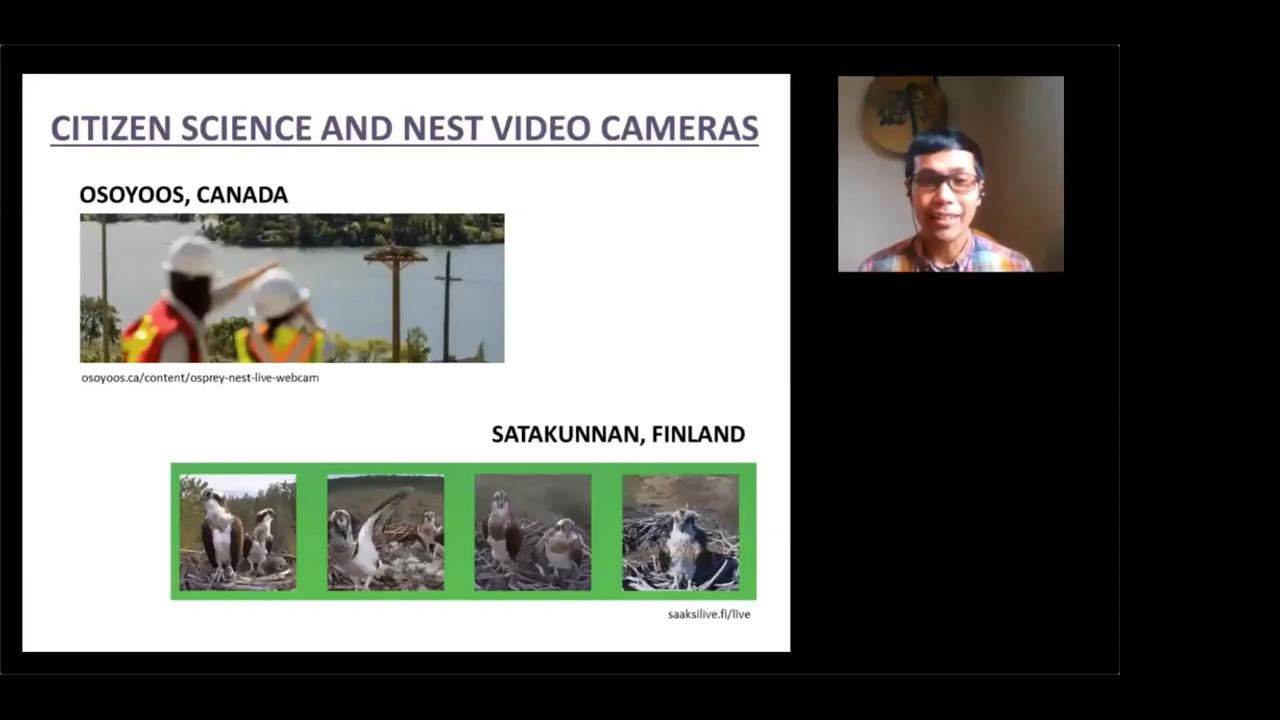 CITIZEN SCIENCE AND NEST VIDEO CAMERAS
OSOYOOS, CANADA
osoyoos.ca/content/osprey-nest-live-webcam
SATAKUNNAN, FINLAND
saaksilive.fi/live